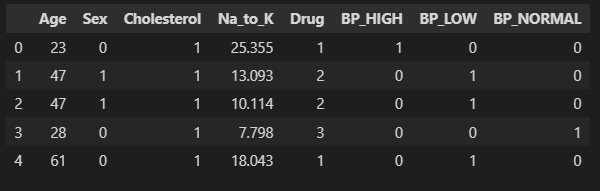 Age Sex Cholesterol Na_to_K Drug BP_HIGH BP_LOW BP_NORMAL
0 23 0 1 25.355 1 1 0 0
1 47 1 1 13.093 2 0 1 0
2 47 1 1 10.114 2 0 1 0
3 28 0 1 7.798 3 0 0 1
4 61 0 1 18.043 1 0 1 0